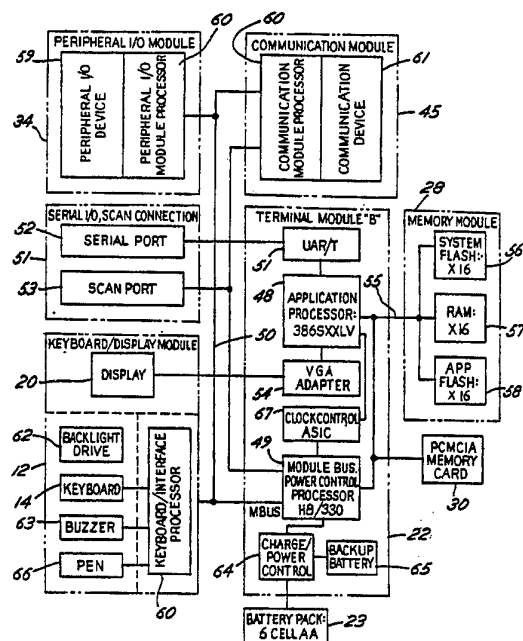 60
60
59
PERIPHERAL I/O MODULE
PERIPHERAL I/O
DEVICE
PERIPHERAL I/O
MODULE PROCESSOR
34
COMMUNICATION MODULE
61
COMMUNICATION
MODULE PROCESSOR
COMMUNICATION
DEVICE
45
SERIAL I/O, SCAN CONNECTION
52
SERIAL PORT
51
53
SCAN PORT
TERMINAL MODULE "B"
UAR/T
51
48
APPLICATION
PROCESSOR:
386SXXLV
55
28
MEMORY MODULE
SYSTEM
FLASH:
X16
56
RAM:
X16
57
APP
FLASH:
X16
58
50
KEYBOARD/DISPLAY MODULE
20
DISPLAY
VGA
ADAPTER
54
67
CLOCKCONTROL
ASIC
49
MODULE BUS.
POWER CONTROL
PROCESSOR
H8/330
MBUS
PCMCIA
MEMORY
CARD
30
62
BACKLIGHT
DRIVE
12
14
KEYBOARD
63
BUZZER
66
PEN
KEYBOARD/INTERFACE
PROCESSOR
60
22
CHARGE/
POWER
CONTROL
64
BACKUP
BATTERY
65
BATTERY PACK:
6 CELL AA
23